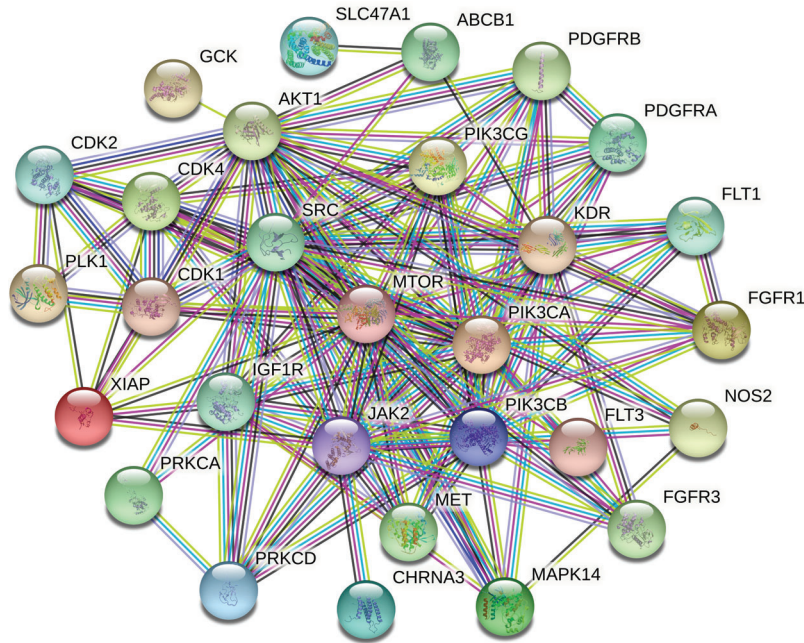 SLC47A1
ABCB1
GCK
PDGFRB
AKT1
PDGFRA
PIK3CG
CDK2
CDK4
SRC
KDR
FLT1
PLK1
CDK1
MTOR
FGFR1
PIK3CA
XIAP
IGF1R
JAK2
PIK3CB
FLT3
NOS2
PRKCA
MET
FGFR3
PRKCD
CHRNA3
MAPK14